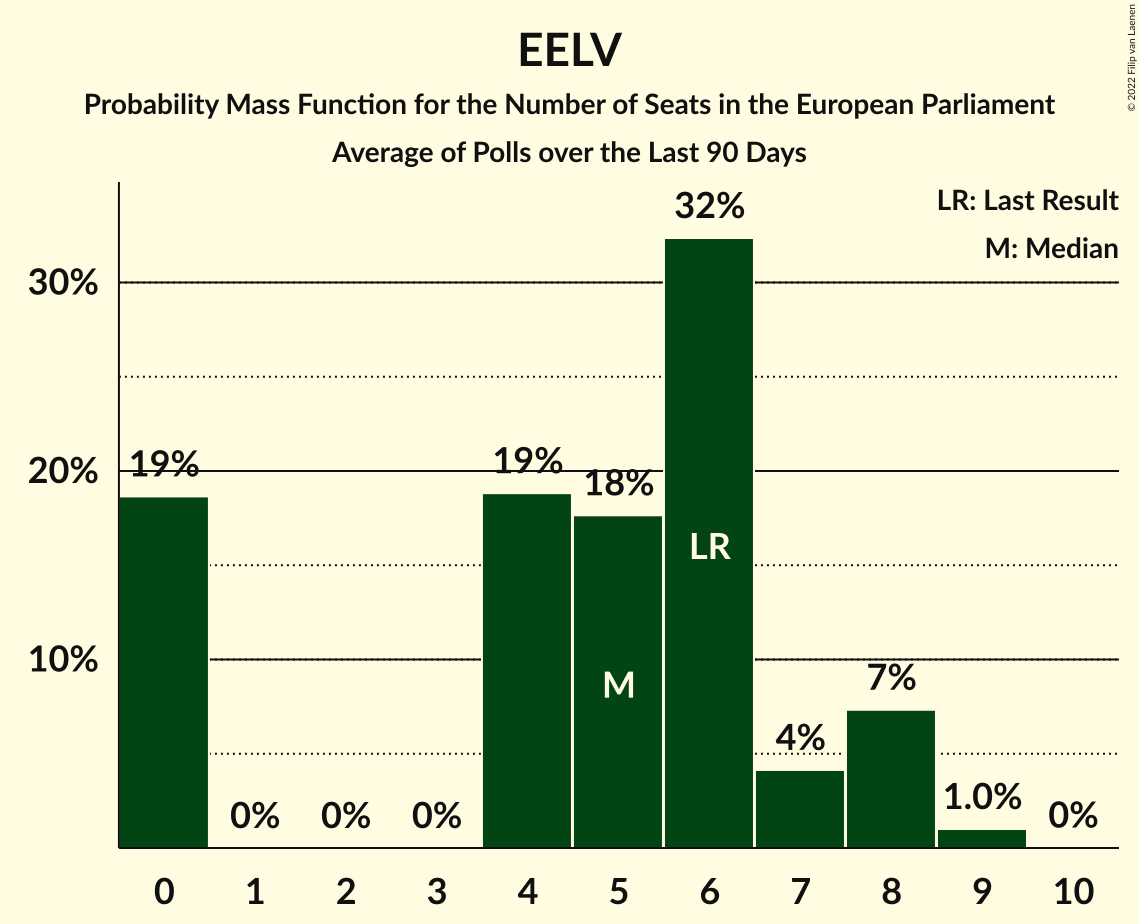 EELV
Probability Mass Function for the Number of Seats in the European Parliament
Average of Polls over the Last 90 Days
© 2022 Filip van Laenen
LR: Last Result
M: Median
30%
20%
10%
19%
0%
0%
0%
19%
18%
32%
4%
7%
1.0%
0%
M
LR
0 1 2 3 4 5 6 7 8 9 10